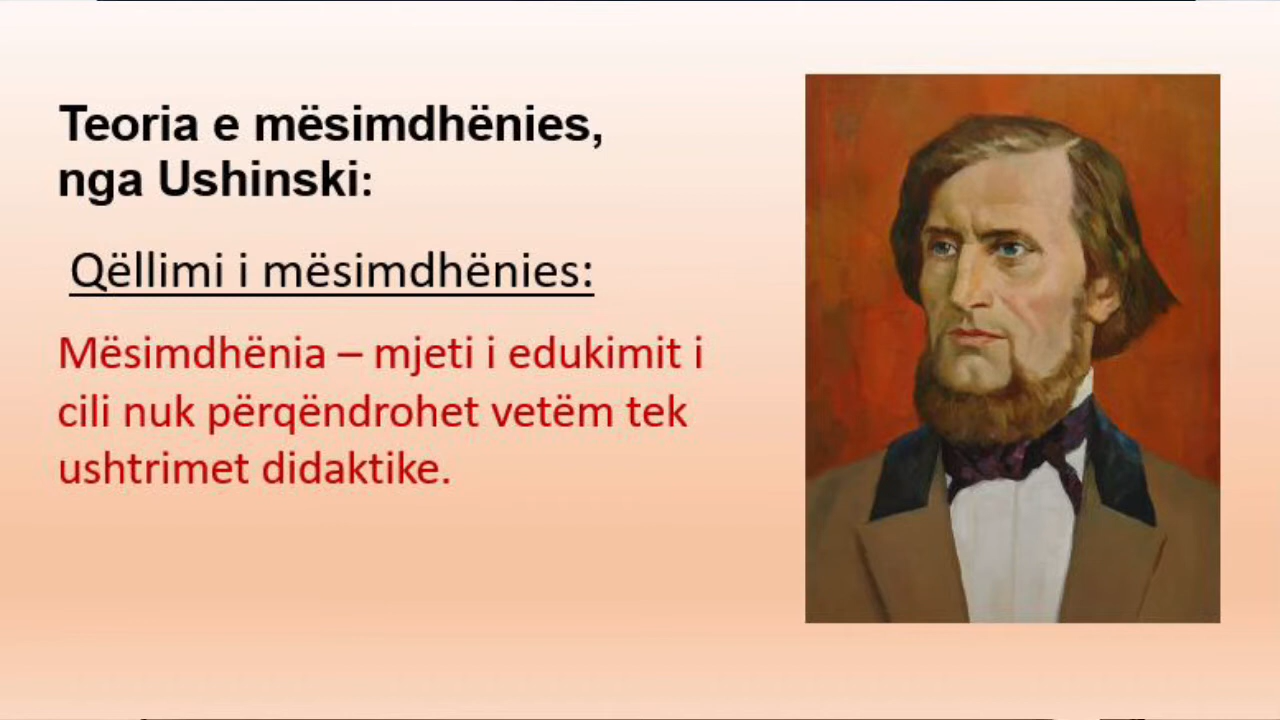 Teoria e mësimdhënies,
nga Ushinski:
Qëllimi i mësimdhënies:
Mësimdhënia – mjeti i edukimit i
cili nuk përqëndrohet vetëm tek
ushtrimet didaktike.